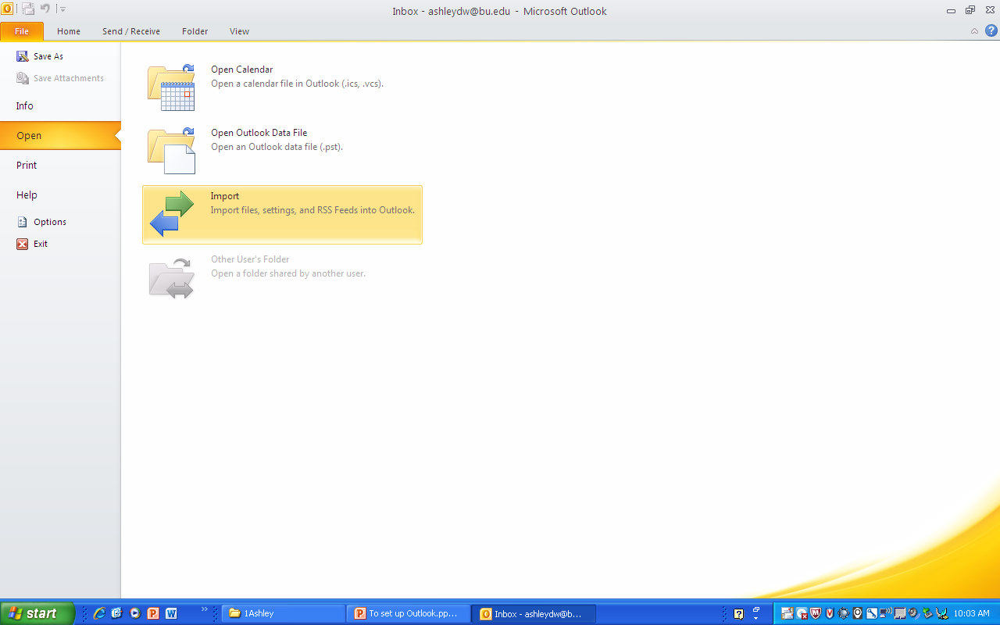 Inbox - ashleydw@bu.edu - Microsoft Outlook
File Home Send / Receive Folder View
Save As
Save Attachments
Info
Open
Print
Help
Options
Exit
Open Calendar
Open a calendar file in Outlook (.ics, .vcs).
Open Outlook Data File
Open an Outlook data file (.pst).
Import
Import files, settings, and RSS Feeds into Outlook.
Other User's Folder
Open a folder shared by another user.
start 1Ashley To set up Outlook.pp... Inbox - ashleydw@b... 10:03 AM